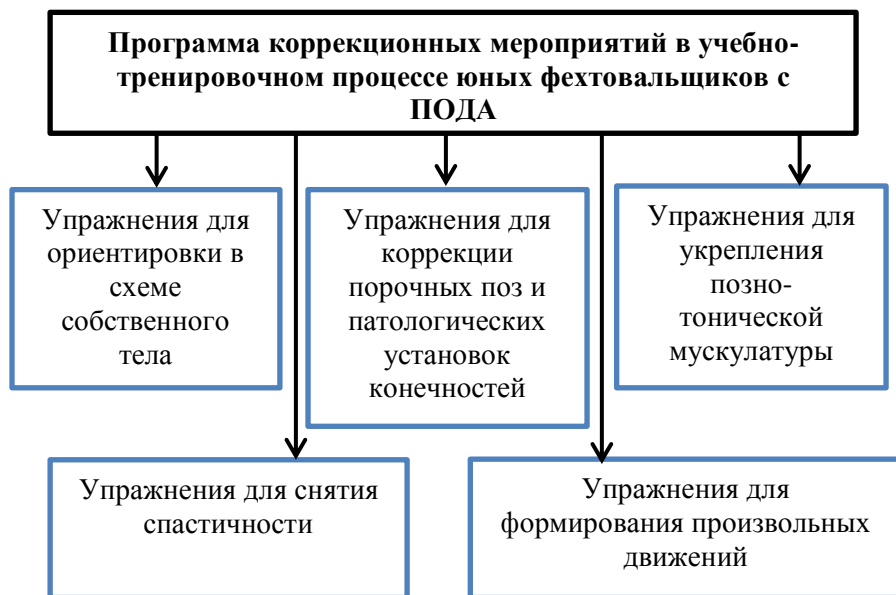 Программа коррекционных мероприятий в учебно-
тренировочном процессе юных фехтовальщиков с
ПОДА
Упражнения для
ориентировки в
схеме
собственного
тела
Упражнения для
коррекции
порочных поз и
патологических
установок
конечностей
Упражнения для
укрепления
позно-
тонической
мускулатуры
Упражнения для снятия
спастичности
Упражнения для
формирования произвольных
движений